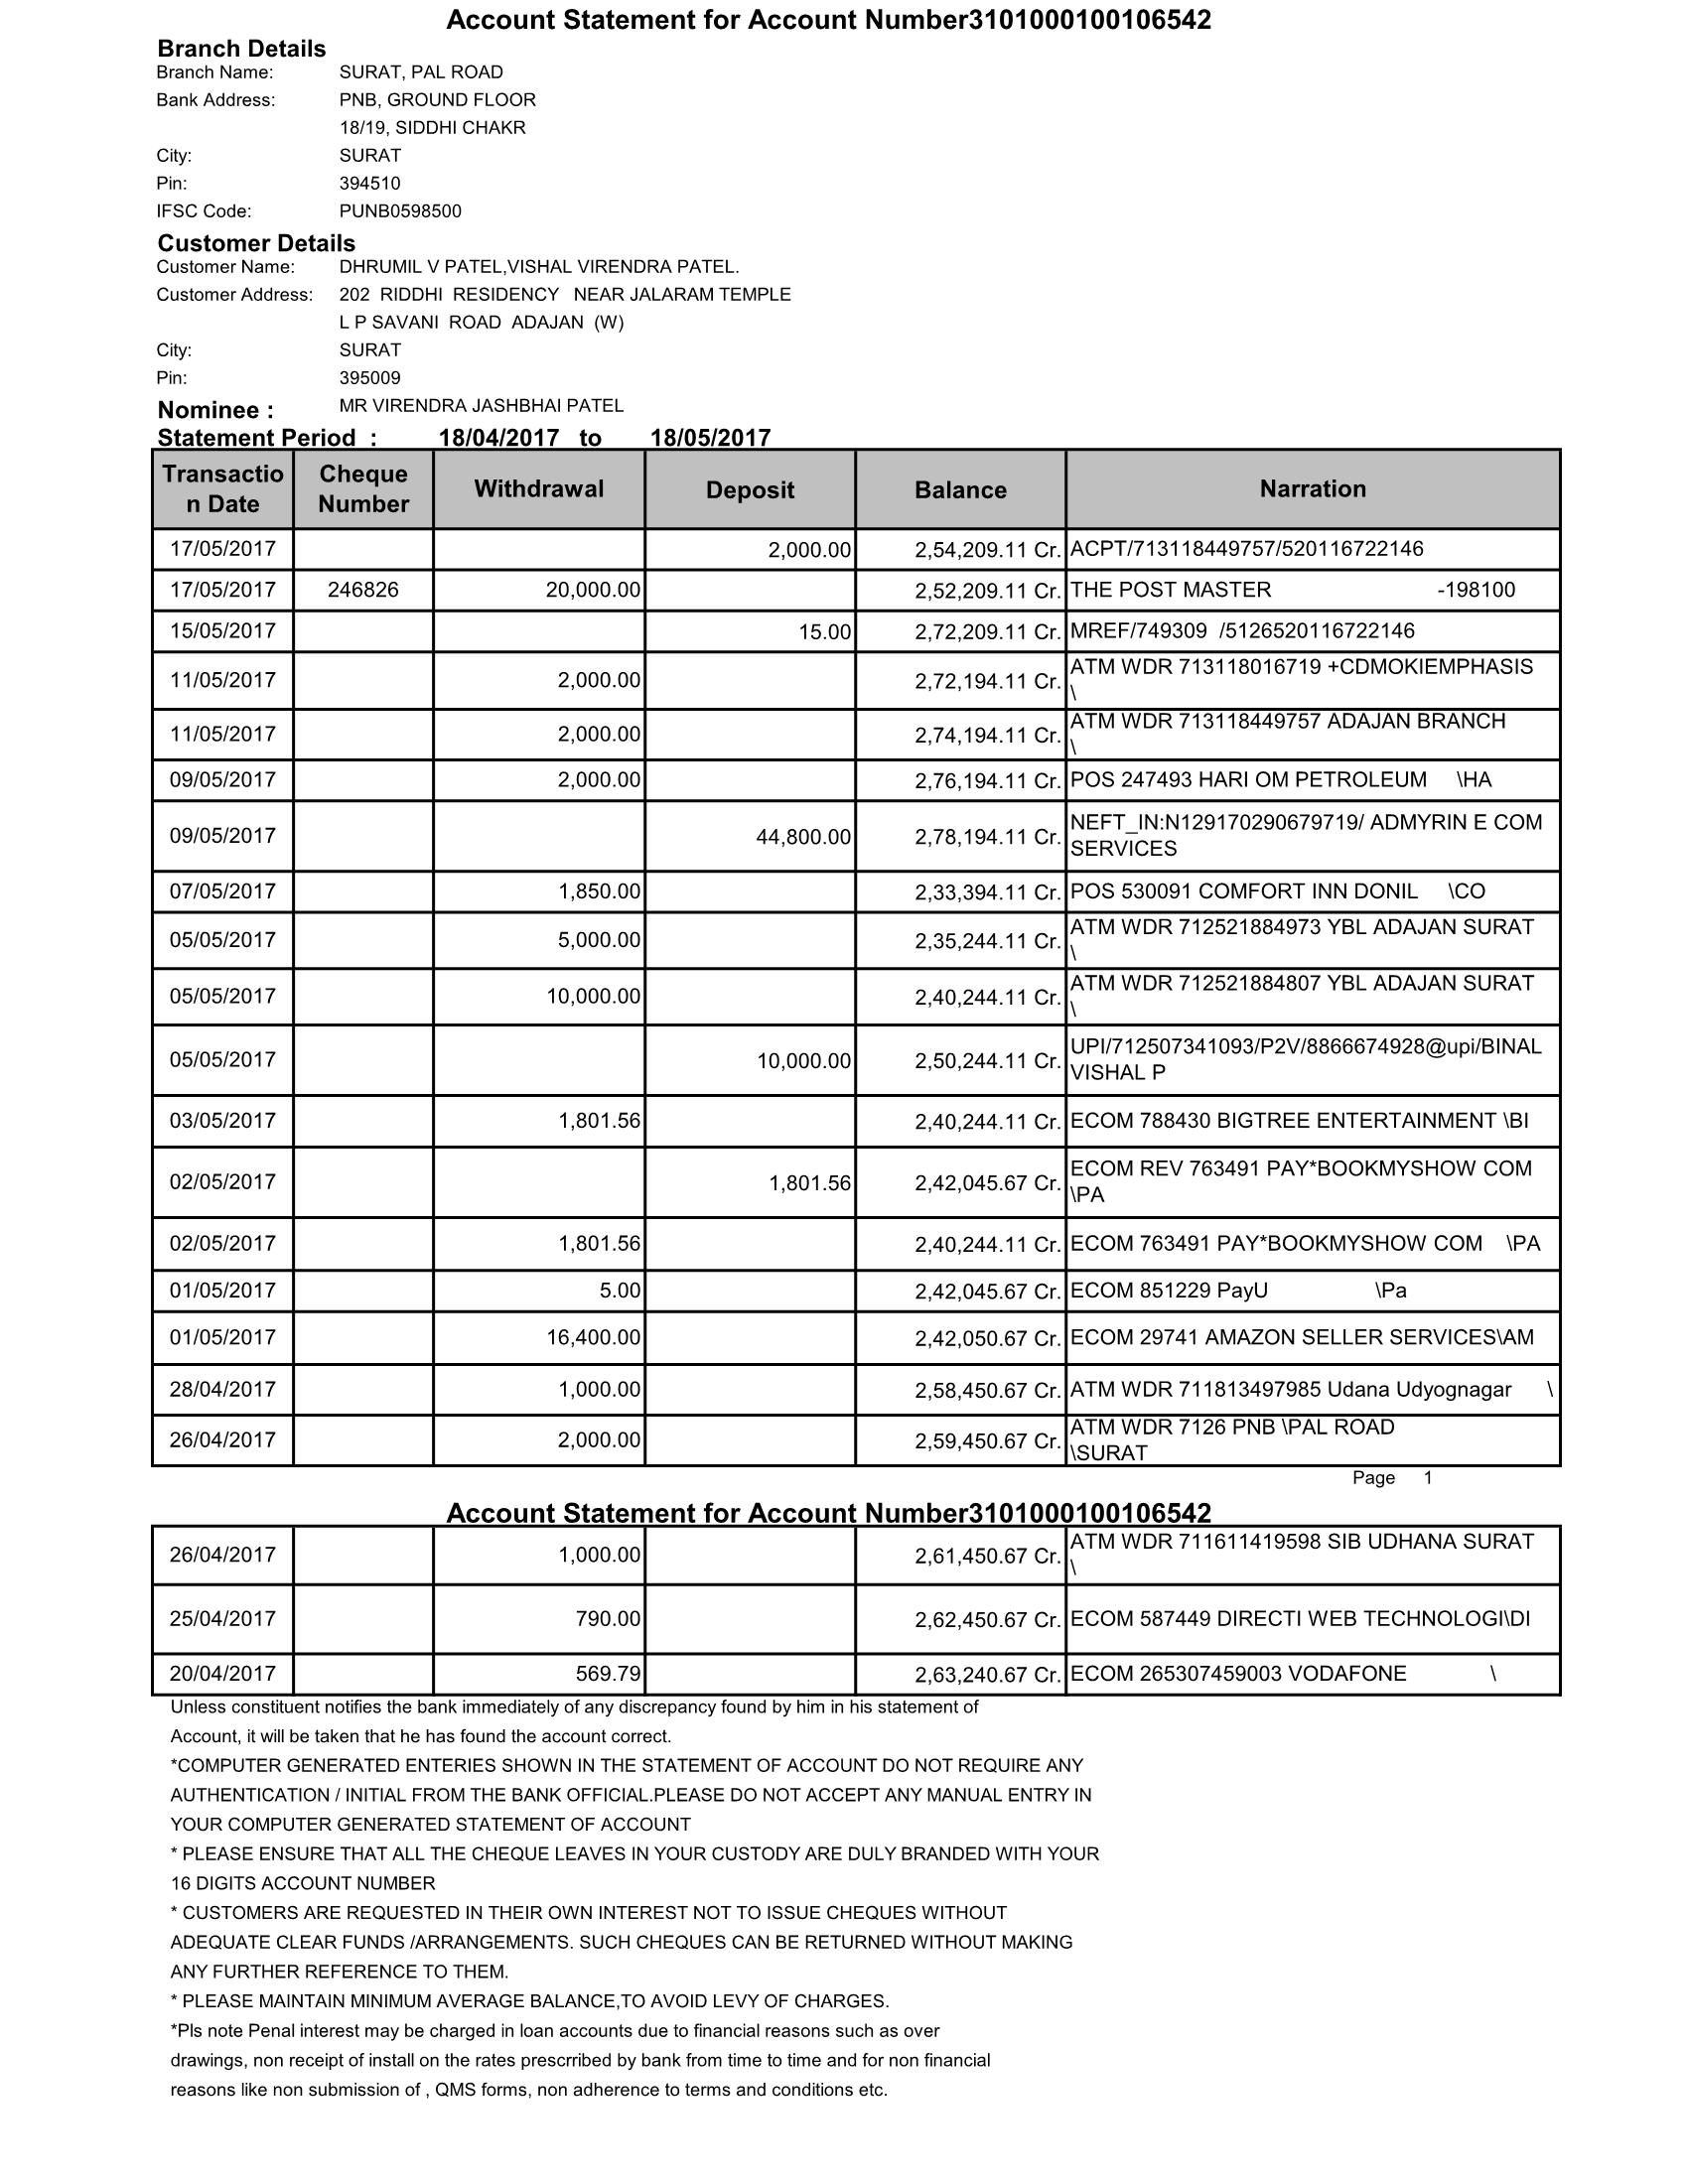 Account Statement for Account Number3101000100106542
Branch Details
Branch Name: SURAT, PAL ROAD
Bank Address: PNB, GROUND FLOOR
18/19, SIDDHI CHAKR
City: SURAT
Pin: 394510
IFSC Code: PUNB0598500
Customer Details
Customer Name: DHRUMIL V PATEL,VISHAL VIRENDRA PATEL.
Customer Address: 202 RIDDHI RESIDENCY NEAR JALARAM TEMPLE
L P SAVANI ROAD ADAJAN (W)
City: SURAT
Pin: 395009
Nominee : MR VIRENDRA JASHBHAI PATEL
Statement Period : 18/04/2017 to 18/05/2017
Transactio Cheque Withdrawal Deposit Balance Narration
n Date Number
17/05/2017 2,000.00 2,54,209.11 Cr. ACPT/713118449757/520116722146
17/05/2017 246826 20,000.00 2,52,209.11 Cr. THE POST MASTER -198100
15/05/2017 15.00 2,72,209.11 Cr. MREF/749309 /5126520116722146
11/05/2017 2,000.00 2,72,194.11 Cr. ATM WDR 713118016719 +CDMOKIEMPHASIS
\
11/05/2017 2,000.00 2,74,194.11 Cr. ATM WDR 713118449757 ADAJAN BRANCH
\
09/05/2017 2,000.00 2,76,194.11 Cr. POS 247493 HARI OM PETROLEUM \HA
09/05/2017 44,800.00 2,78,194.11 Cr. NEFT_IN:N129170290679719/ ADMYRIN E COM
SERVICES
07/05/2017 1,850.00 2,33,394.11 Cr. POS 530091 COMFORT INN DONIL \CO
05/05/2017 5,000.00 2,35,244.11 Cr. ATM WDR 712521884973 YBL ADAJAN SURAT
\
05/05/2017 10,000.00 2,40,244.11 Cr. ATM WDR 712521884807 YBL ADAJAN SURAT
\
05/05/2017 10,000.00 2,50,244.11 Cr. UPI/712507341093/P2V/8866674928@upi/BINAL
VISHAL P
03/05/2017 1,801.56 2,40,244.11 Cr. ECOM 788430 BIGTREE ENTERTAINMENT \BI
02/05/2017 1,801.56 2,42,045.67 Cr. ECOM REV 763491 PAY*BOOKMYSHOW COM
\PA
02/05/2017 1,801.56 2,40,244.11 Cr. ECOM 763491 PAY*BOOKMYSHOW COM \PA
01/05/2017 5.00 2,42,045.67 Cr. ECOM 851229 PayU \Pa
01/05/2017 16,400.00 2,42,050.67 Cr. ECOM 29741 AMAZON SELLER SERVICES\AM
28/04/2017 1,000.00 2,58,450.67 Cr. ATM WDR 711813497985 Udana Udyognagar \
26/04/2017 2,000.00 2,59,450.67 Cr. ATM WDR 7126 PNB \PAL ROAD
\SURAT
Page 1
Account Statement for Account Number3101000100106542
26/04/2017 1,000.00 2,61,450.67 Cr. ATM WDR 711611419598 SIB UDHANA SURAT
\
25/04/2017 790.00 2,62,450.67 Cr. ECOM 587449 DIRECTI WEB TECHNOLOGI\DI
20/04/2017 569.79 2,63,240.67 Cr. ECOM 265307459003 VODAFONE \
Unless constituent notifies the bank immediately of any discrepancy found by him in his statement of
Account, it will be taken that he has found the account correct.
*COMPUTER GENERATED ENTERIES SHOWN IN THE STATEMENT OF ACCOUNT DO NOT REQUIRE ANY
AUTHENTICATION / INITIAL FROM THE BANK OFFICIAL.PLEASE DO NOT ACCEPT ANY MANUAL ENTRY IN
YOUR COMPUTER GENERATED STATEMENT OF ACCOUNT
* PLEASE ENSURE THAT ALL THE CHEQUE LEAVES IN YOUR CUSTODY ARE DULY BRANDED WITH YOUR
16 DIGITS ACCOUNT NUMBER
* CUSTOMERS ARE REQUESTED IN THEIR OWN INTEREST NOT TO ISSUE CHEQUES WITHOUT
ADEQUATE CLEAR FUNDS /ARRANGEMENTS. SUCH CHEQUES CAN BE RETURNED WITHOUT MAKING
ANY FURTHER REFERENCE TO THEM.
* PLEASE MAINTAIN MINIMUM AVERAGE BALANCE,TO AVOID LEVY OF CHARGES.
*Pls note Penal interest may be charged in loan accounts due to financial reasons such as over
drawings, non receipt of install on the rates prescrribed by bank from time to time and for non financial
reasons like non submission of , QMS forms, non adherence to terms and conditions etc.